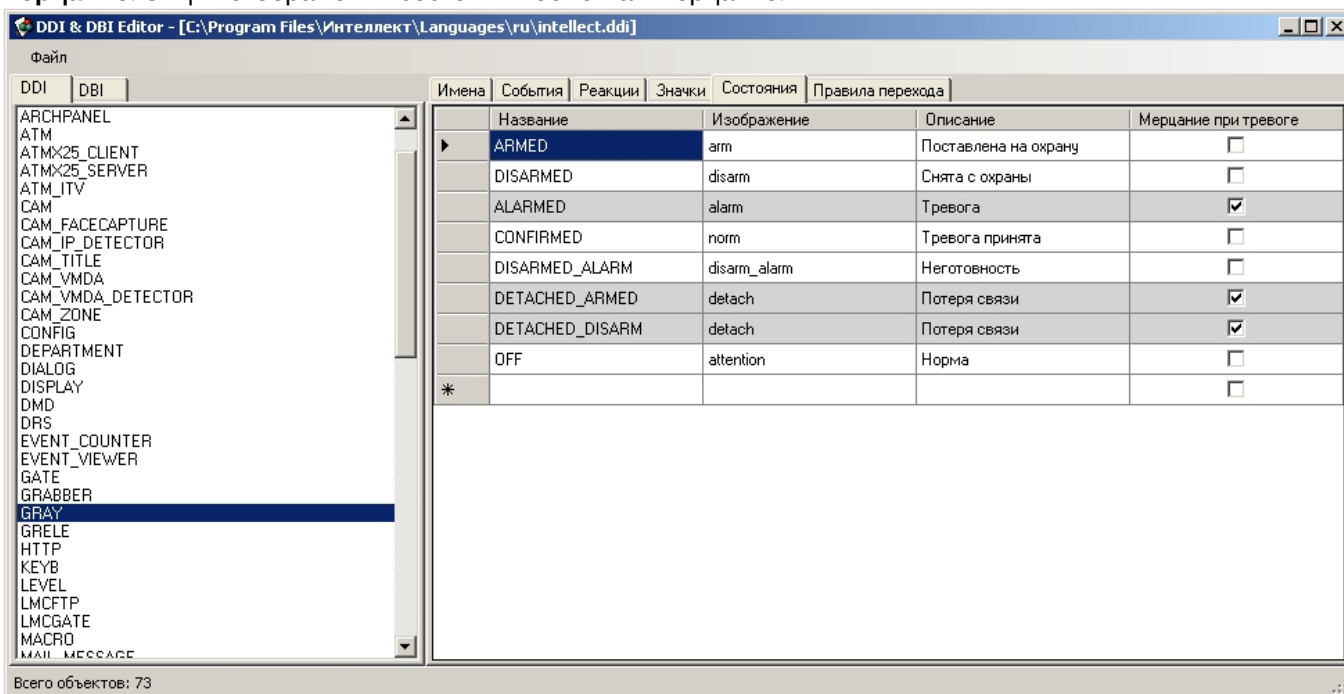 DDI & DBI Editor - [C:\Program Files\Интеллект\Languages\ru\intellect.ddi]
Файл
DDI DBI
Имена События Реакции Значки Состояния Правила перехода
ARCHPANEL
ATM
ATMX25_CLIENT
ATMX25_SERVER
ATM_ITV
CAM
CAM_FACECAPTURE
CAM_IP_DETECTOR
CAM_TITLE
CAM_VMDA
CAM_VMDA_DETECTOR
CAM_ZONE
CONFIG
DEPARTMENT
DIALOG
DISPLAY
DMD
DRS
EVENT_COUNTER
EVENT_VIEWER
GATE
GRABBER
GRAY
GRELE
HTTP
KEYB
LEVEL
LMCFTP
LMCGATE
MACRO
MAIL_MESSAGE
Название Изображение Описание Мерцание при тревоге
ARMED arm Поставлена на охрану
DISARMED disarm Снята с охраны
ALARMED alarm Тревога
CONFIRMED norm Тревога принята
DISARMED_ALARM disarm_alarm Неготовность
DETACHED_ARMED detach Потеря связи
DETACHED_DISARM detach Потеря связи
OFF attention Норма
Всего объектов: 73